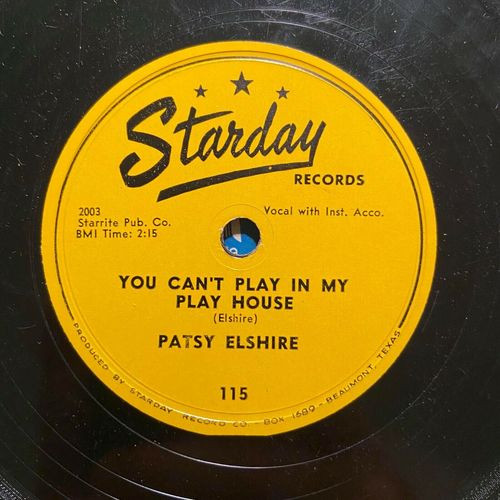 Starday
RECORDS
2003
Starrite Pub. Co.
BMI Time: 2:15
Vocal with Inst. Acco.
YOU CAN'T PLAY IN MY
PLAY HOUSE
(Elshire)
PATSY ELSHIRE
115
PRODUCED BY STARDAY RECORD CO. - BOX 1689 - BEAUMONT, TEXAS